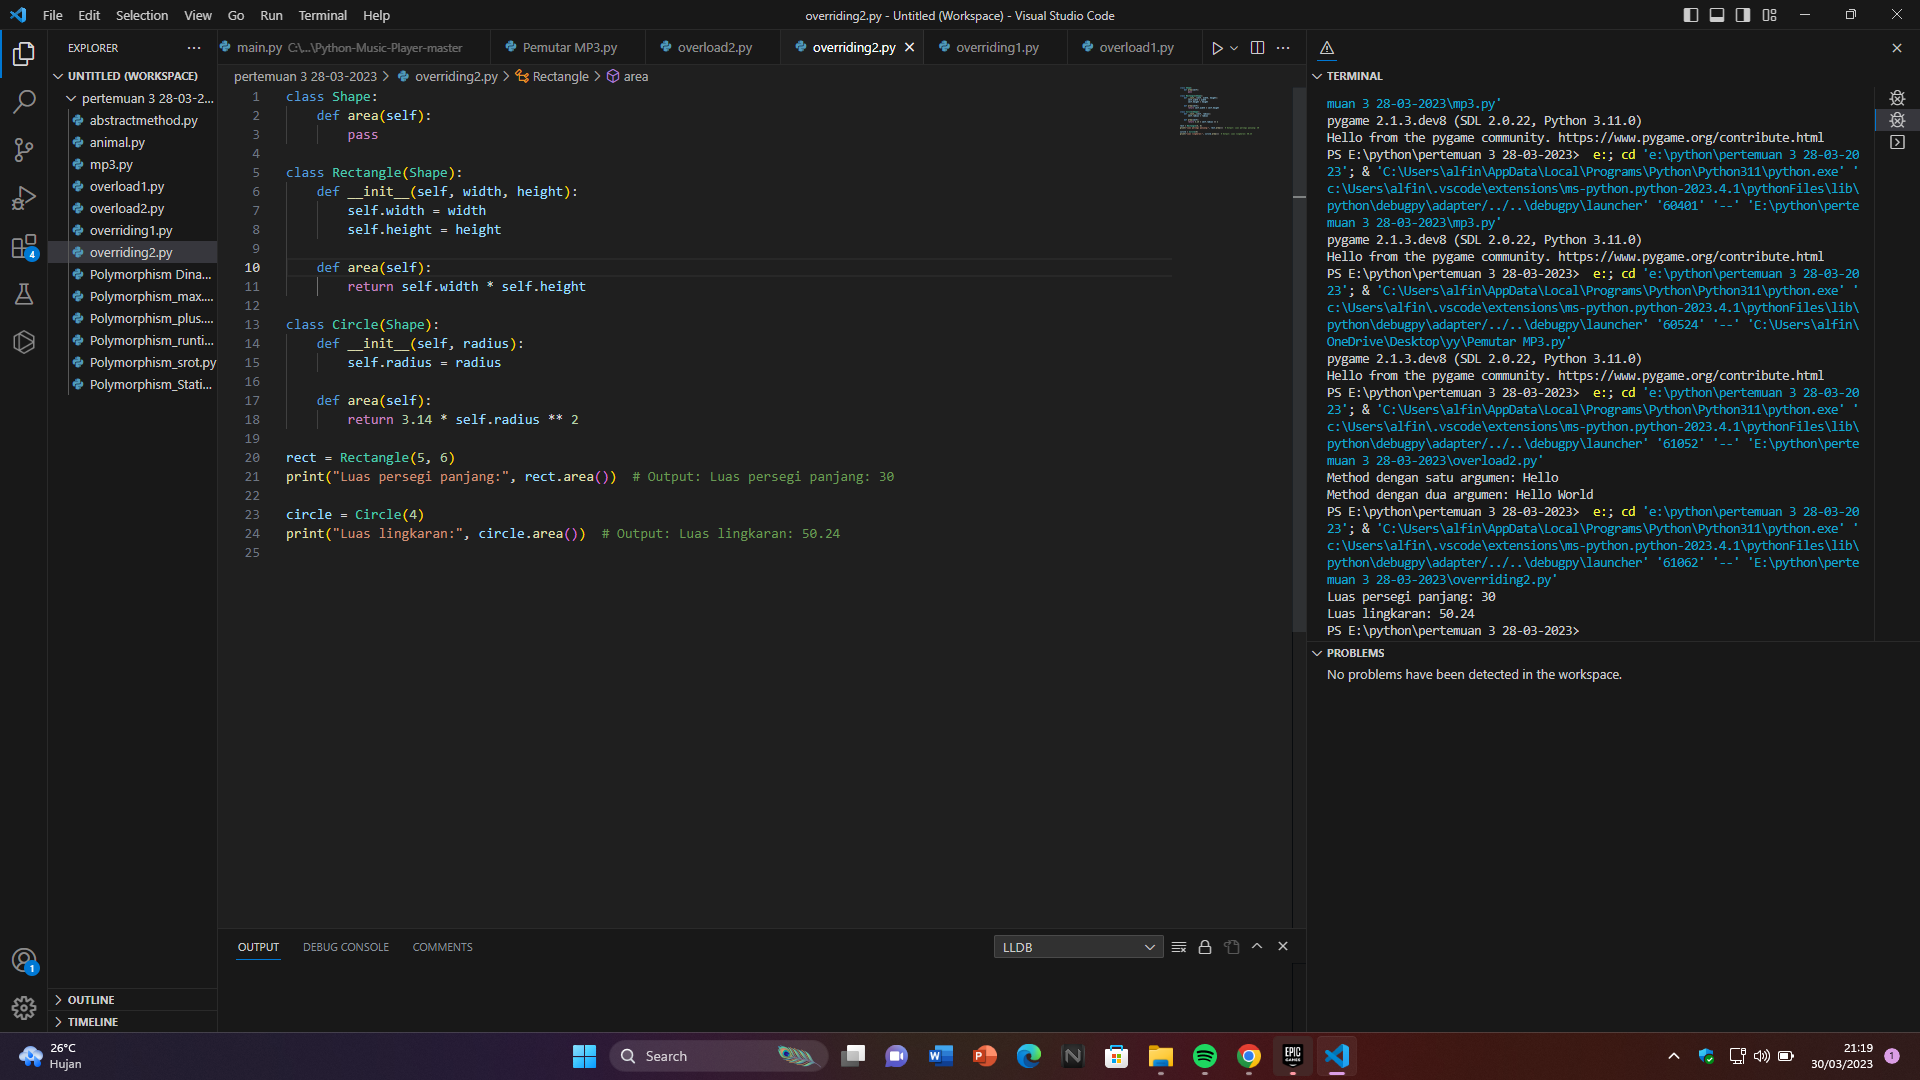 File Edit Selection View Go Run Terminal Help
overriding2.py - Untitled (Workspace) - Visual Studio Code
EXPLORER
UNTITLED (WORKSPACE)
pertemuan 3 28-03-2...
abstractmethod.py
animal.py
mp3.py
overload1.py
overload2.py
overriding1.py
overriding2.py
Polymorphism Dina...
Polymorphism_max....
Polymorphism_plus....
Polymorphism_runti...
Polymorphism_srot.py
Polymorphism_Stati...
OUTLINE
TIMELINE
4
1
main.py C:\...\Python-Music-Player-master
Pemutar MP3.py
overload2.py
overriding2.py
overriding1.py
overload1.py
pertemuan 3 28-03-2023 > overriding2.py > Rectangle > area
1 class Shape:
2 def area(self):
3 pass
4
5 class Rectangle(Shape):
6 def __init__(self, width, height):
7 self.width = width
8 self.height = height
9
10 def area(self):
11 return self.width * self.height
12
13 class Circle(Shape):
14 def __init__(self, radius):
15 self.radius = radius
16
17 def area(self):
18 return 3.14 * self.radius ** 2
19
20 rect = Rectangle(5, 6)
21 print("Luas persegi panjang:", rect.area()) # Output: Luas persegi panjang: 30
22
23 circle = Circle(4)
24 print("Luas lingkaran:", circle.area()) # Output: Luas lingkaran: 50.24
25
OUTPUT DEBUG CONSOLE COMMENTS
LLDB
TERMINAL
muan 3 28-03-2023\mp3.py'
pygame 2.1.3.dev8 (SDL 2.0.22, Python 3.11.0)
Hello from the pygame community. https://www.pygame.org/contribute.html
PS E:\python\pertemuan 3 28-03-2023> e:; cd 'e:\python\pertemuan 3 28-03-20
23'; & 'C:\Users\alfin\AppData\Local\Programs\Python\Python311\python.exe' '
c:\Users\alfin\.vscode\extensions\ms-python.python-2023.4.1\pythonFiles\lib\
python\debugpy\adapter/../..\debugpy\launcher' '60401' '--' 'E:\python\perte
muan 3 28-03-2023\mp3.py'
pygame 2.1.3.dev8 (SDL 2.0.22, Python 3.11.0)
Hello from the pygame community. https://www.pygame.org/contribute.html
PS E:\python\pertemuan 3 28-03-2023> e:; cd 'e:\python\pertemuan 3 28-03-20
23'; & 'C:\Users\alfin\AppData\Local\Programs\Python\Python311\python.exe' '
c:\Users\alfin\.vscode\extensions\ms-python.python-2023.4.1\pythonFiles\lib\
python\debugpy\adapter/../..\debugpy\launcher' '60524' '--' 'C:\Users\alfin\
OneDrive\Desktop\yy\Pemutar MP3.py'
pygame 2.1.3.dev8 (SDL 2.0.22, Python 3.11.0)
Hello from the pygame community. https://www.pygame.org/contribute.html
PS E:\python\pertemuan 3 28-03-2023> e:; cd 'e:\python\pertemuan 3 28-03-20
23'; & 'C:\Users\alfin\AppData\Local\Programs\Python\Python311\python.exe' '
c:\Users\alfin\.vscode\extensions\ms-python.python-2023.4.1\pythonFiles\lib\
python\debugpy\adapter/../..\debugpy\launcher' '61052' '--' 'E:\python\perte
muan 3 28-03-2023\overload2.py'
Method dengan satu argumen: Hello
Method dengan dua argumen: Hello World
PS E:\python\pertemuan 3 28-03-2023> e:; cd 'e:\python\pertemuan 3 28-03-20
23'; & 'C:\Users\alfin\AppData\Local\Programs\Python\Python311\python.exe' '
c:\Users\alfin\.vscode\extensions\ms-python.python-2023.4.1\pythonFiles\lib\
python\debugpy\adapter/../..\debugpy\launcher' '61062' '--' 'E:\python\perte
muan 3 28-03-2023\overriding2.py'
Luas persegi panjang: 30
Luas lingkaran: 50.24
PS E:\python\pertemuan 3 28-03-2023>
PROBLEMS
No problems have been detected in the workspace.
26°C
Hujan
Search
EPIC
GAMES
21:19
30/03/2023
1